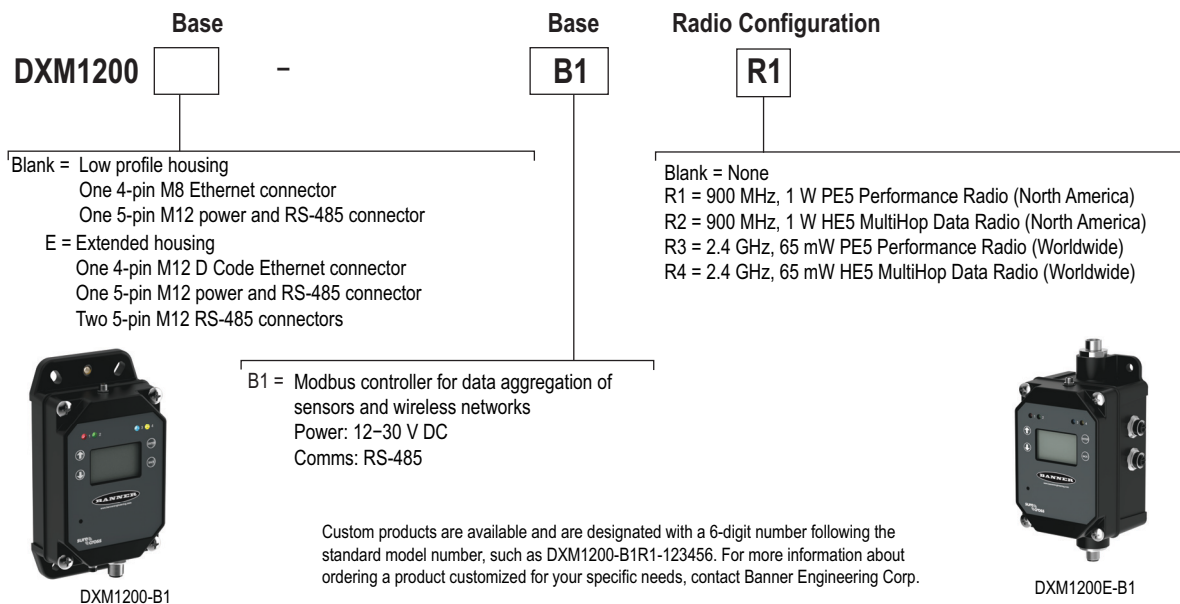 Base Base Radio Configuration
DXM1200 – B1 R1
Blank = Low profile housing
One 4-pin M8 Ethernet connector
One 5-pin M12 power and RS-485 connector
E = Extended housing
One 4-pin M12 D Code Ethernet connector
One 5-pin M12 power and RS-485 connector
Two 5-pin M12 RS-485 connectors
Blank = None
R1 = 900 MHz, 1 W PE5 Performance Radio (North America)
R2 = 900 MHz, 1 W HE5 MultiHop Data Radio (North America)
R3 = 2.4 GHz, 65 mW PE5 Performance Radio (Worldwide)
R4 = 2.4 GHz, 65 mW HE5 MultiHop Data Radio (Worldwide)
B1 = Modbus controller for data aggregation of
sensors and wireless networks
Power: 12–30 V DC
Comms: RS-485
BANNER
BANNER
Custom products are available and are designated with a 6-digit number following the
standard model number, such as DXM1200-B1R1-123456. For more information about
ordering a product customized for your specific needs, contact Banner Engineering Corp.
DXM1200-B1
DXM1200E-B1